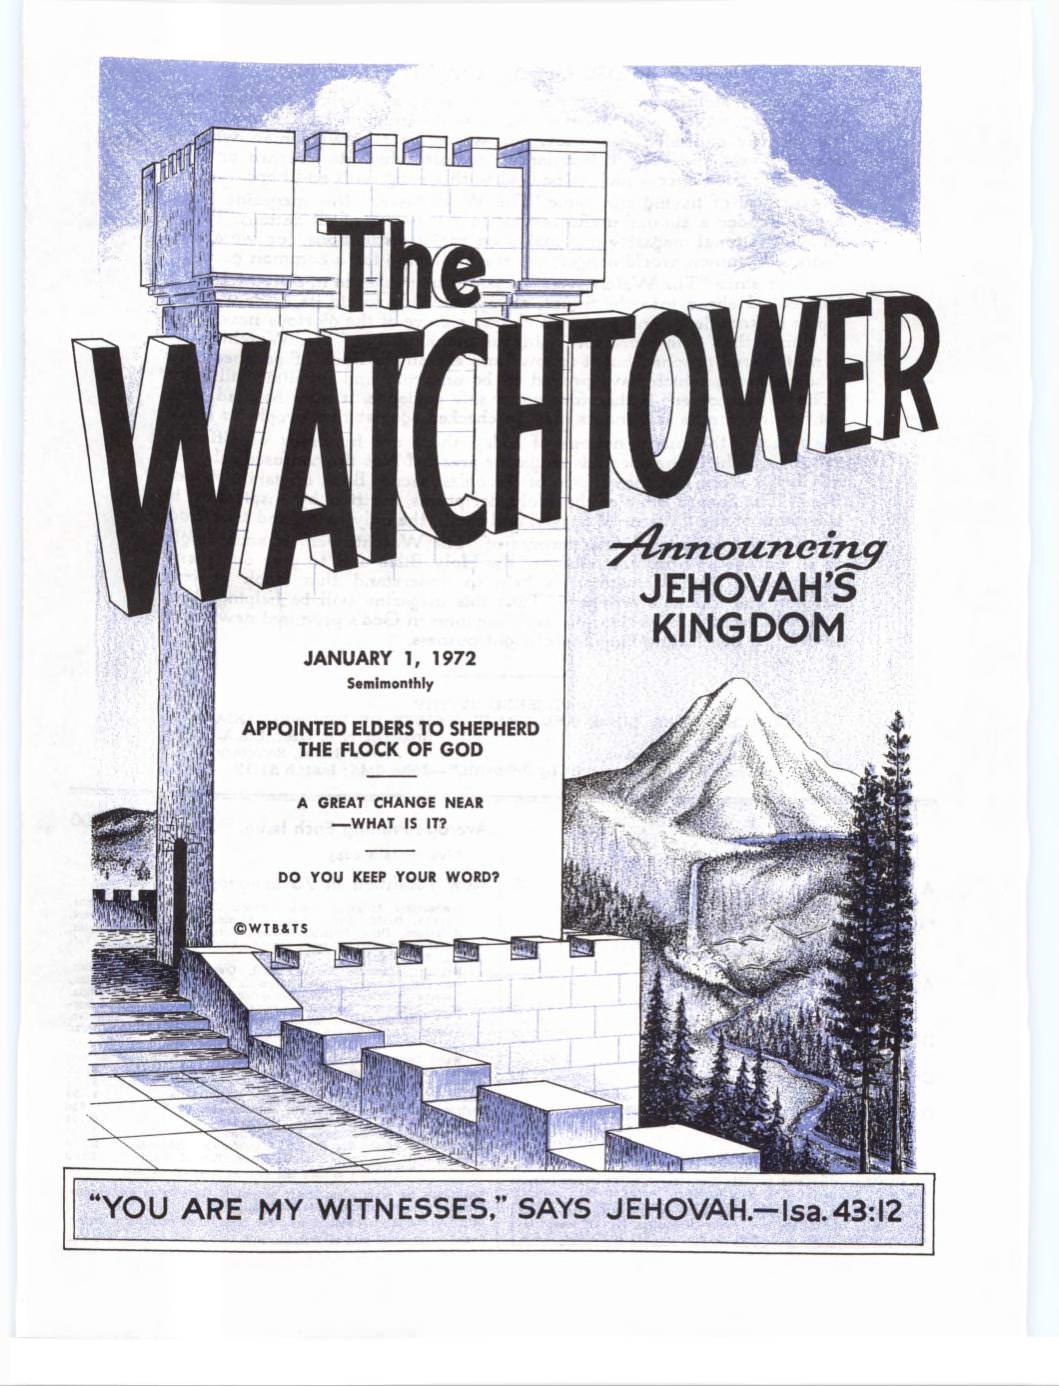 The
WATCHTOWER
Announcing
JEHOVAH'S
KINGDOM
JANUARY 1, 1972
Semimonthly
APPOINTED ELDERS TO SHEPHERD
THE FLOCK OF GOD
A GREAT CHANGE NEAR
—WHAT IS IT?
DO YOU KEEP YOUR WORD?
©WTB&TS
"YOU ARE MY WITNESSES," SAYS JEHOVAH.—Isa. 43:12